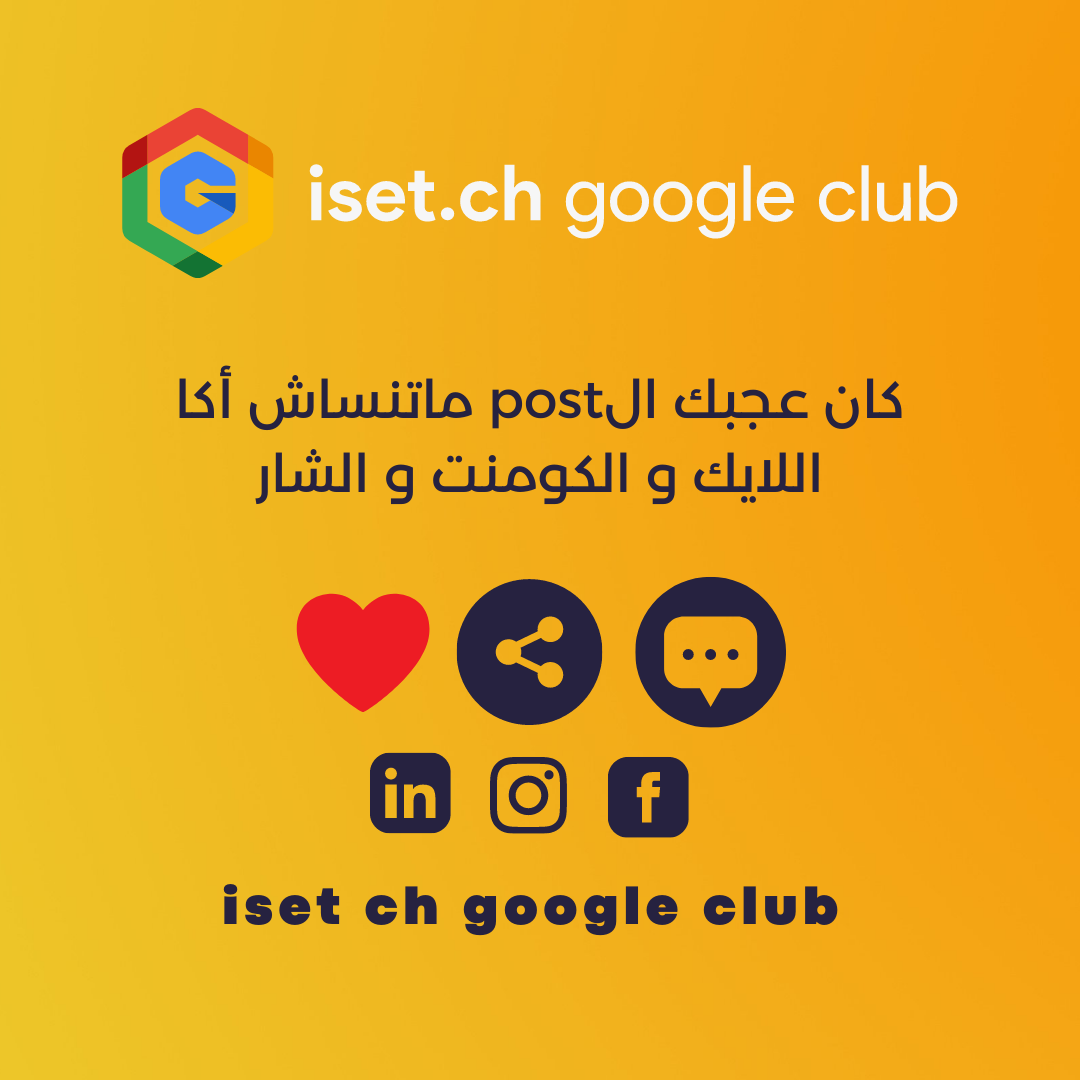 iset.ch google club
كان عجبك الpost ماتنساش أكا
اللايك و الكومنت و الشار
in
f
iset ch google club